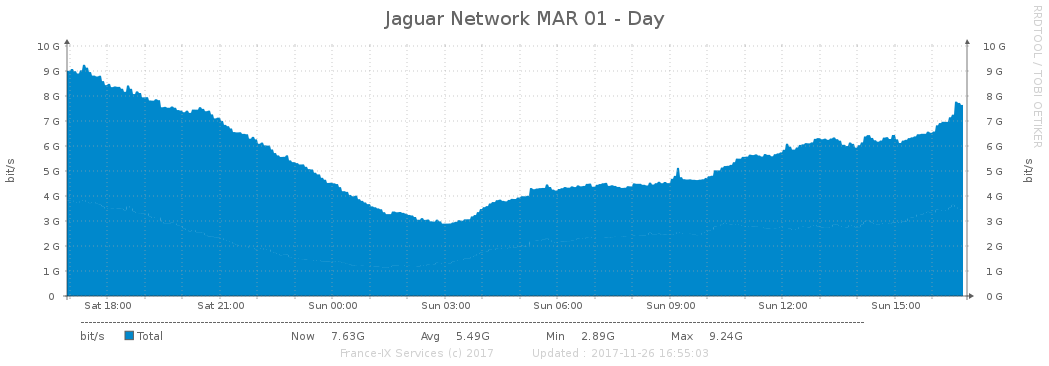 Jaguar Network MAR 01 - Day
RRDTOOL / TOBI OETIKER
bit/s
bit/s
10 G 10 G
9 G 9 G
8 G 8 G
7 G 7 G
6 G 6 G
5 G 5 G
4 G 4 G
3 G 3 G
2 G 2 G
1 G 1 G
0 0 G
Sat 18:00 Sat 21:00 Sun 00:00 Sun 03:00 Sun 06:00 Sun 09:00 Sun 12:00 Sun 15:00
bit/s Total Now 7.63G Avg 5.49G Min 2.89G Max 9.24G
France-IX Services (c) 2017 Updated : 2017-11-26 16:55:03